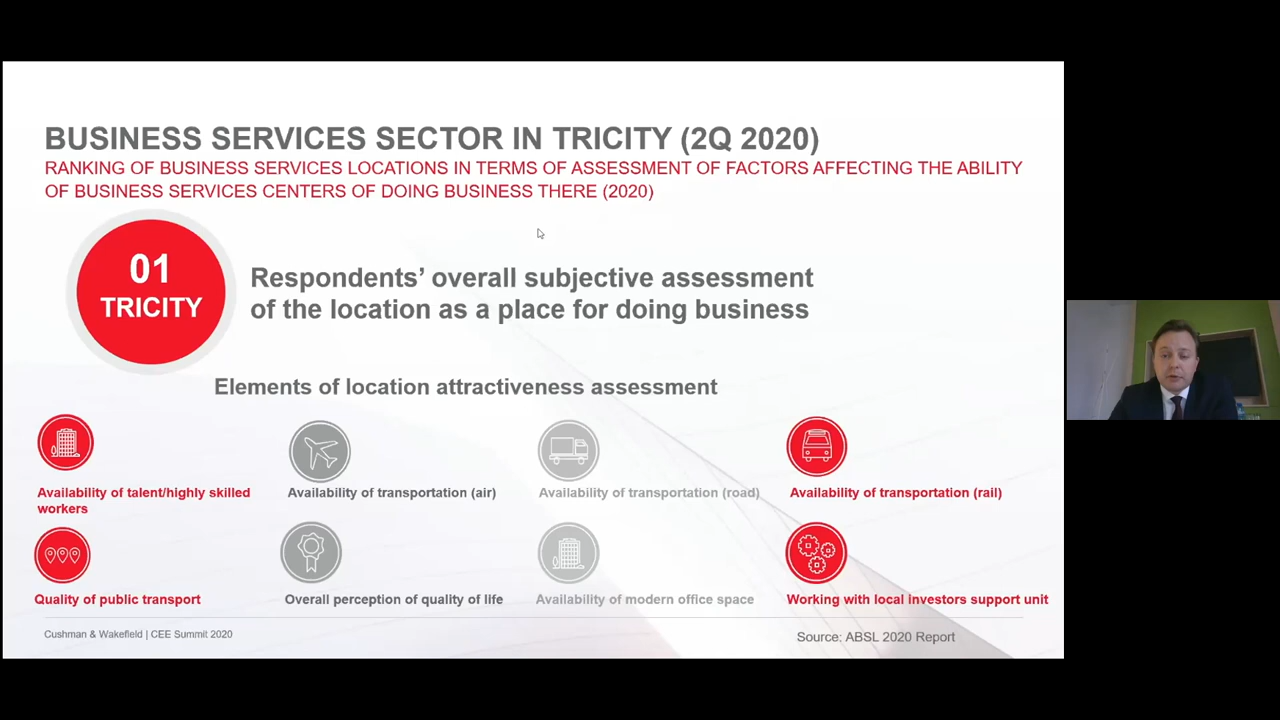 BUSINESS SERVICES SECTOR IN TRICITY (2Q 2020)
RANKING OF BUSINESS SERVICES LOCATIONS IN TERMS OF ASSESSMENT OF FACTORS AFFECTING THE ABILITY
OF BUSINESS SERVICES CENTERS OF DOING BUSINESS THERE (2020)
01
TRICITY
Respondents’ overall subjective assessment
of the location as a place for doing business
Elements of location attractiveness assessment
Availability of talent/highly skilled
workers
Availability of transportation (air)
Availability of transportation (road)
Availability of transportation (rail)
Quality of public transport
Overall perception of quality of life
Availability of modern office space
Working with local investors support unit
Cushman & Wakefield | CEE Summit 2020
Source: ABSL 2020 Report